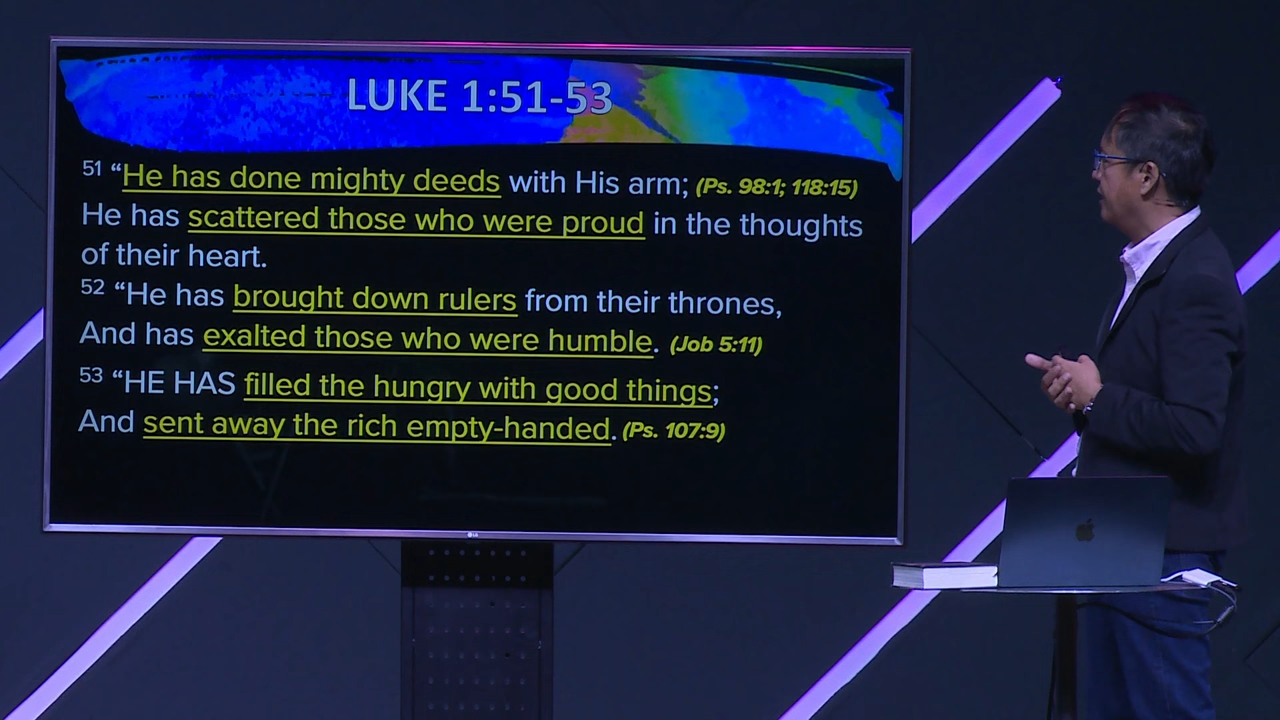 LUKE 1:51-53
51 “He has done mighty deeds with His arm; (Ps. 98:1; 118:15)
He has scattered those who were proud in the thoughts
of their heart.
52 “He has brought down rulers from their thrones,
And has exalted those who were humble. (Job 5:11)
53 “HE HAS filled the hungry with good things;
And sent away the rich empty-handed. (Ps. 107:9)
LG